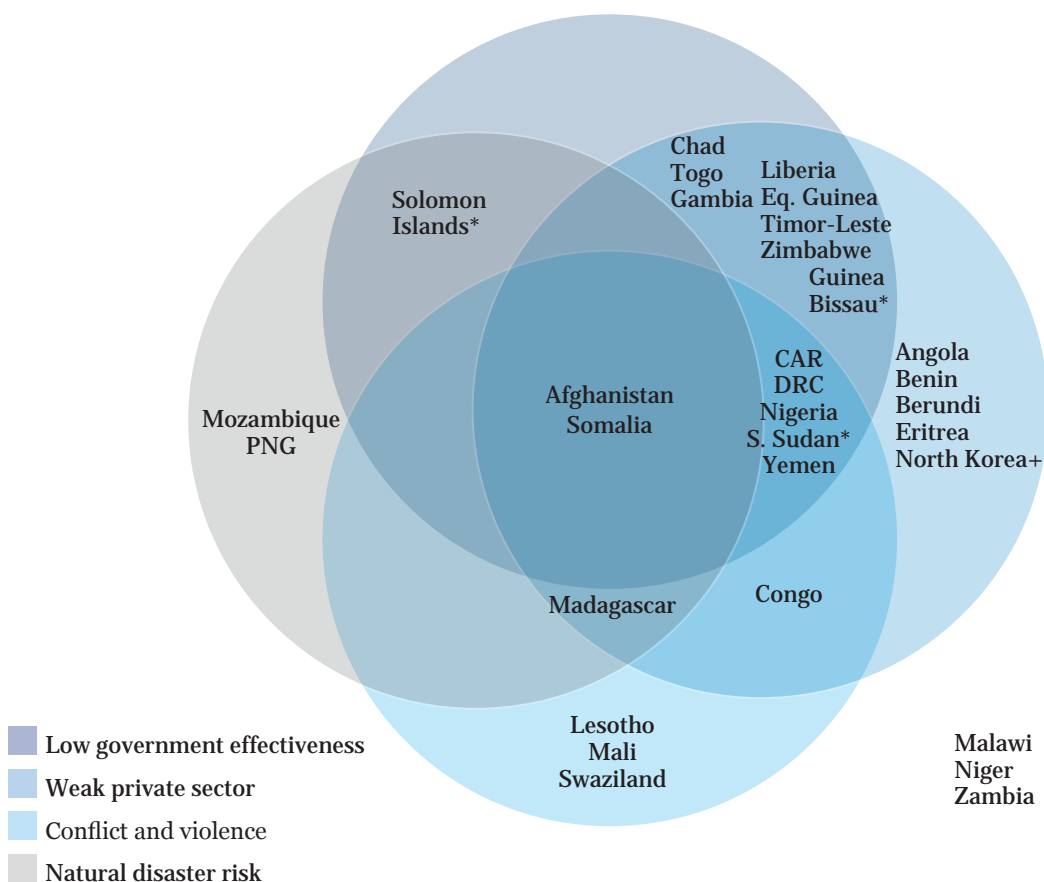 Chad
Togo
Gambia
Liberia
Eq. Guinea
Timor-Leste
Zimbabwe
Guinea
Bissau*
Solomon
Islands*
CAR
DRC
Nigeria
S. Sudan*
Yemen
Angola
Benin
Berundi
Eritrea
North Korea+
Afghanistan
Somalia
Mozambique
PNG
Madagascar
Congo
Lesotho
Mali
Swaziland
Malawi
Niger
Zambia
Low government effectiveness
Weak private sector
Conflict and violence
Natural disaster risk